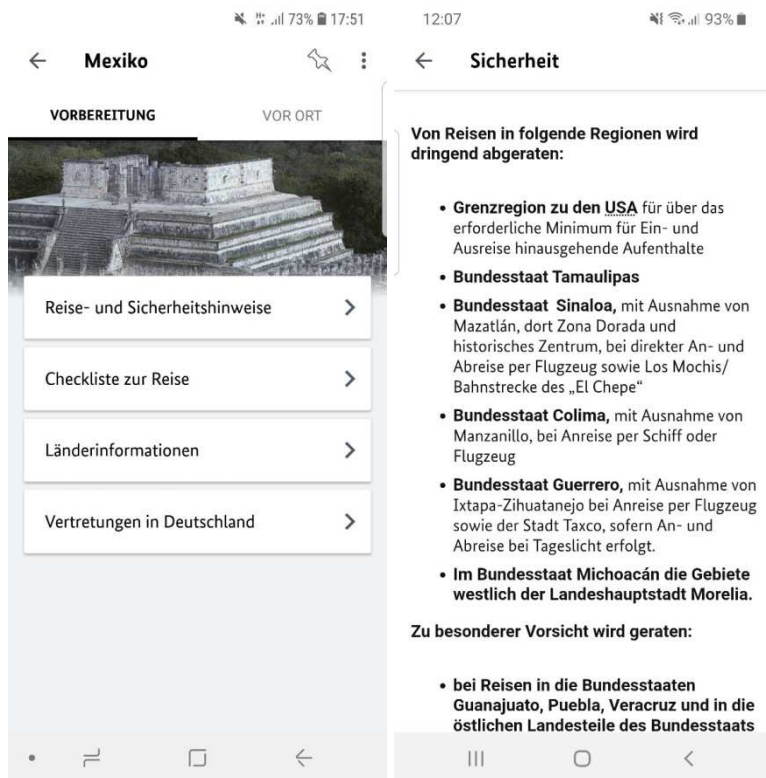 73% 17:51
Mexiko
VORBEREITUNG
VOR ORT
Reise- und Sicherheitshinweise
Checkliste zur Reise
Länderinformationen
Vertretungen in Deutschland
12:07
93%
Sicherheit
Von Reisen in folgende Regionen wird
dringend abgeraten:
• Grenzregion zu den USA für über das
erforderliche Minimum für Ein- und
Ausreise hinausgehende Aufenthalte
• Bundesstaat Tamaulipas
• Bundesstaat Sinaloa, mit Ausnahme von
Mazatlán, dort Zona Dorada und
historisches Zentrum, bei direkter An- und
Abreise per Flugzeug sowie Los Mochis/
Bahnstrecke des „El Chepe“
• Bundesstaat Colima, mit Ausnahme von
Manzanillo, bei Anreise per Schiff oder
Flugzeug
• Bundesstaat Guerrero, mit Ausnahme von
Ixtapa-Zihuatanejo bei Anreise per Flugzeug
sowie der Stadt Taxco, sofern An- und
Abreise bei Tageslicht erfolgt.
• Im Bundesstaat Michoacán die Gebiete
westlich der Landeshauptstadt Morelia.
Zu besonderer Vorsicht wird geraten:
• bei Reisen in die Bundesstaaten
Guanajuato, Puebla, Veracruz und in die
östlichen Landesteile des Bundesstaats